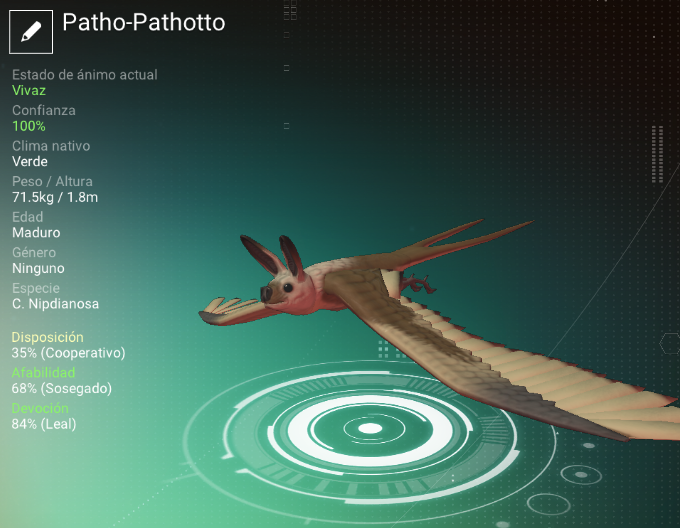 Patho-Pathotto
Estado de ánimo actual
Vivaz
Confianza
100%
Clima nativo
Verde
Peso / Altura
71.5kg / 1.8m
Edad
Maduro
Género
Ninguno
Especie
C. Nipdianosa
Disposición
35% (Cooperativo)
Afabilidad
68% (Sosegado)
Devoción
84% (Leal)